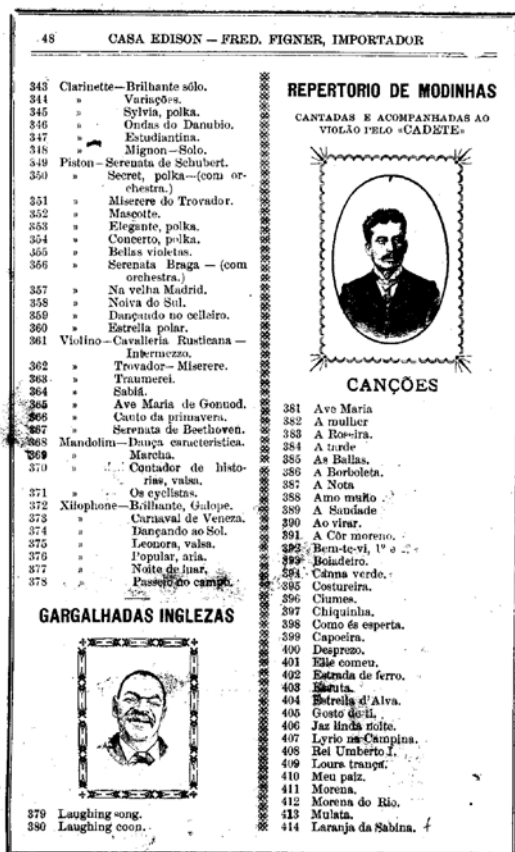 48 CASA EDISON — FRED. FIGNER, IMPORTADOR
343 Clarinette—Brilhante sólo.
344 » Variações.
345 » Sylvia, polka.
346 » Ondas do Danubio.
347 » Estudiantina.
348 » Mignon—Solo.
349 Piston—Serenata de Schubert.
350 » Secret, polka—(com or-
chestra.)
351 » Miserere do Trovador.
352 » Mascotte.
353 » Elegante, polka.
354 » Concerto, polka.
355 » Bellas violetas.
356 » Serenata Braga — (com
orchestra.)
357 » Na velha Madrid.
358 » Noiva do Sul.
359 » Dançando no celleiro.
360 » Estrella polar.
361 Violino—Cavalleria Rusticana —
Intermezzo.
362 » Trovador—Miserere.
363 » Traumerei.
364 » Sabiá.
365 » Ave Maria de Gounod.
366 » Canto da primavera.
367 » Serenata de Beethoven.
368 Mandolim—Dança caracteristica.
369 » Marcha.
370 » Contador de histo-
rias, valsa.
371 » Os cyclistas.
372 Xilophone—Brilhante, Galope.
373 » Carnaval de Veneza.
374 » Dançando ao Sol.
375 » Leonora, valsa.
376 » Popular, aria.
377 » Noite de luar.
378 » Passeio no campo.
GARGALHADAS INGLEZAS
379 Laughing song.
380 Laughing coon.
REPERTORIO DE MODINHAS
CANTADAS E ACOMPANHADAS AO
VIOLÃO PELO «CADETE»
CANÇÕES
381 Ave Maria
382 A mulher
383 A Roseira.
384 A tarde
385 As Ballas.
386 A Borboleta.
387 A Nota
388 Amo muito
389 A Saudade
390 Ao virar.
391 A Côr moreno.
392 Bem-te-vi, 1º e
393 Boiadeiro.
394 Canna verde.
395 Costureira.
396 Ciumes.
397 Chiquinha.
398 Como és esperta.
399 Capoeira.
400 Desprezo.
401 Elle comeu.
402 Estrada de ferro.
403
404 Estrella d'Alva.
405 Gosto de ti.
406 Jaz linda noite.
407 Lyrio na Campina.
408 Rei Umberto I.
409 Loura trança.
410 Meu paiz.
411 Morena.
412 Morena do Rio.
413 Mulata.
414 Laranja da Sabina.